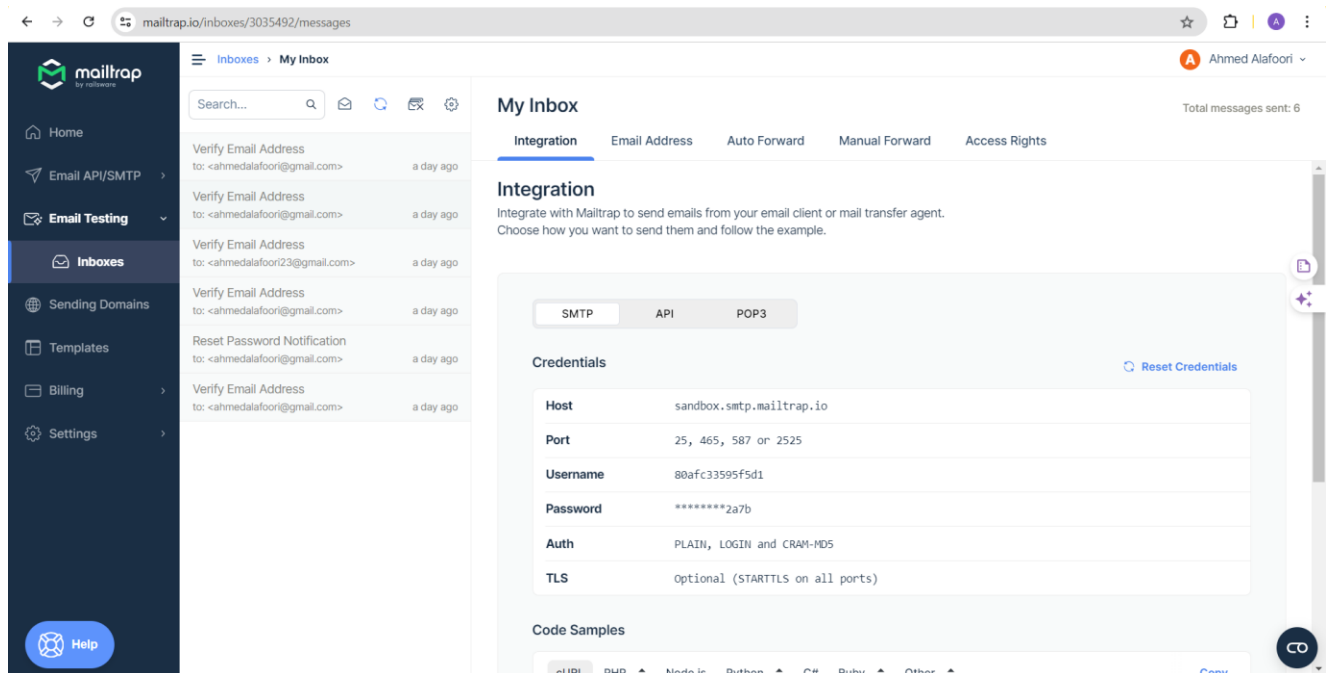 mailtrap.io/inboxes/3035492/messages
A
mailtrap
by railsware
Home
Email API/SMTP
Email Testing
Inboxes
Sending Domains
Templates
Billing
Settings
Help
Inboxes > My Inbox
A Ahmed Alafoori
Search...
Verify Email Address
to: <ahmedalafoori@gmail.com> a day ago
Verify Email Address
to: <ahmedalafoori@gmail.com> a day ago
Verify Email Address
to: <ahmedalafoori23@gmail.com> a day ago
Verify Email Address
to: <ahmedalafoori@gmail.com> a day ago
Reset Password Notification
to: <ahmedalafoori@gmail.com> a day ago
Verify Email Address
to: <ahmedalafoori@gmail.com> a day ago
My Inbox
Total messages sent: 6
Integration Email Address Auto Forward Manual Forward Access Rights
Integration
Integrate with Mailtrap to send emails from your email client or mail transfer agent.
Choose how you want to send them and follow the example.
SMTP API POP3
Credentials
Reset Credentials
Host sandbox.smtp.mailtrap.io
Port 25, 465, 587 or 2525
Username 80afc33595f5d1
Password ********2a7b
Auth PLAIN, LOGIN and CRAM-MD5
TLS Optional (STARTTLS on all ports)
Code Samples
cURL PHP Node.js Python C# Ruby Other Copy